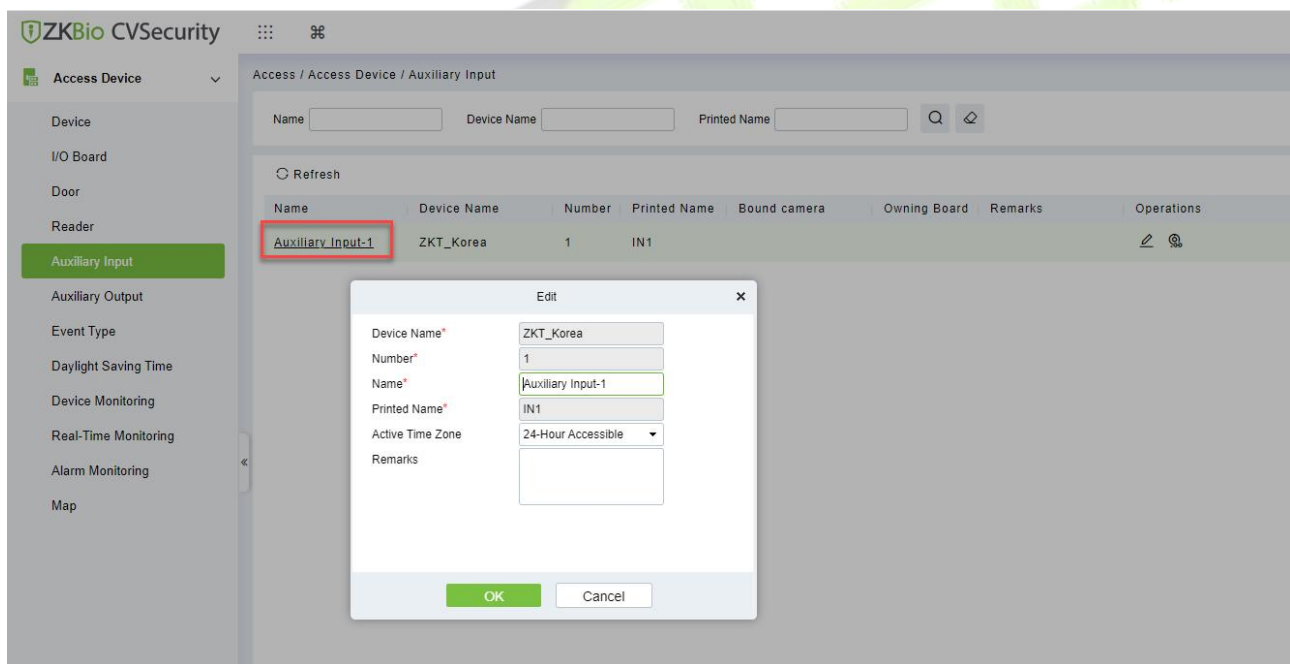 ZKBio CVSecurity
Access Device
Device
I/O Board
Door
Reader
Auxiliary Input
Auxiliary Output
Event Type
Daylight Saving Time
Device Monitoring
Real-Time Monitoring
Alarm Monitoring
Map
Access / Access Device / Auxiliary Input
Name Device Name Printed Name
Refresh
Name Device Name Number Printed Name Bound camera Owning Board Remarks Operations
Auxiliary Input-1 ZKT_Korea 1 IN1
Edit
Device Name* ZKT_Korea
Number* 1
Name* Auxiliary Input-1
Printed Name* IN1
Active Time Zone 24-Hour Accessible
Remarks
OK Cancel